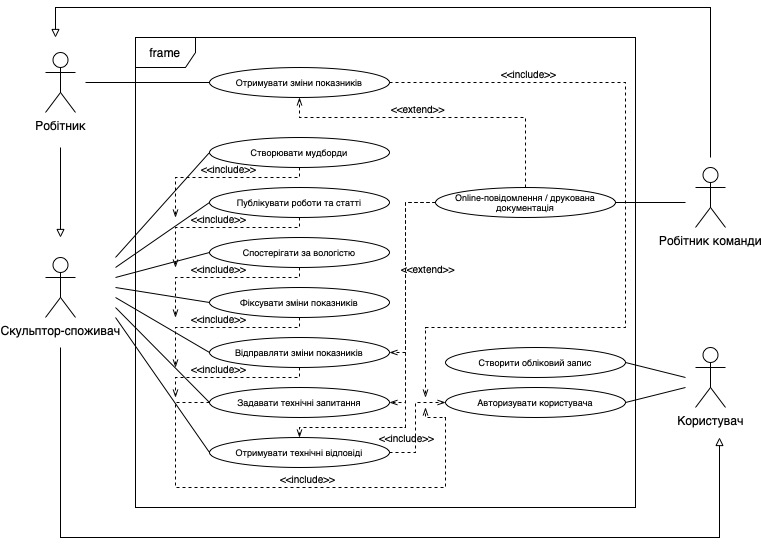 frame
Робітник
Отримувати зміни показників
<<include>>
<<extend>>
Створювати мудборди
<<include>>
Публікувати роботи та статті
<<include>>
Online-повідомлення / друкована
документація
Робітник команди
Спостерігати за вологістю
<<include>>
<<extend>>
Скульптор-споживач
Фіксувати зміни показників
<<include>>
Відправляти зміни показників
<<include>>
Створити обліковий запис
Задавати технічні запитання
Авторизувати користувача
Користувач
<<include>>
Отримувати технічні відповіді
<<include>>